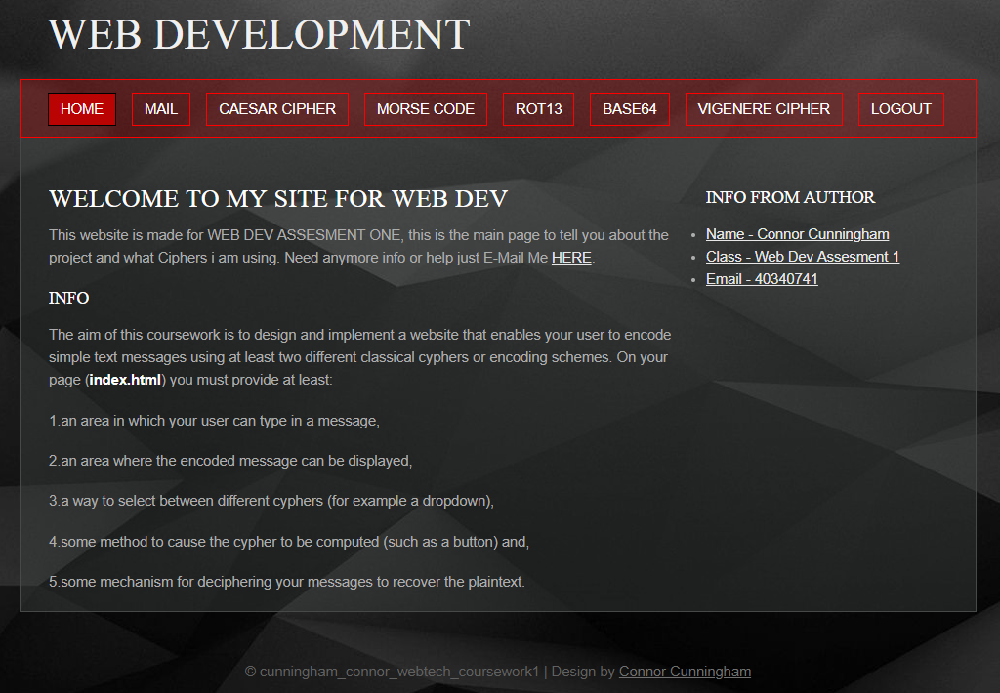 WEB DEVELOPMENT
HOME MAIL CAESAR CIPHER MORSE CODE ROT13 BASE64 VIGENERE CIPHER LOGOUT
WELCOME TO MY SITE FOR WEB DEV
This website is made for WEB DEV ASSESMENT ONE, this is the main page to tell you about the
project and what Ciphers i am using. Need anymore info or help just E-Mail Me HERE.
INFO
The aim of this coursework is to design and implement a website that enables your user to encode
simple text messages using at least two different classical cyphers or encoding schemes. On your
page (index.html) you must provide at least:
1.an area in which your user can type in a message,
2.an area where the encoded message can be displayed,
3.a way to select between different cyphers (for example a dropdown),
4.some method to cause the cypher to be computed (such as a button) and,
5.some mechanism for deciphering your messages to recover the plaintext.
INFO FROM AUTHOR
• Name - Connor Cunningham
• Class - Web Dev Assesment 1
• Email - 40340741
© cunningham_connor_webtech_coursework1 | Design by Connor Cunningham